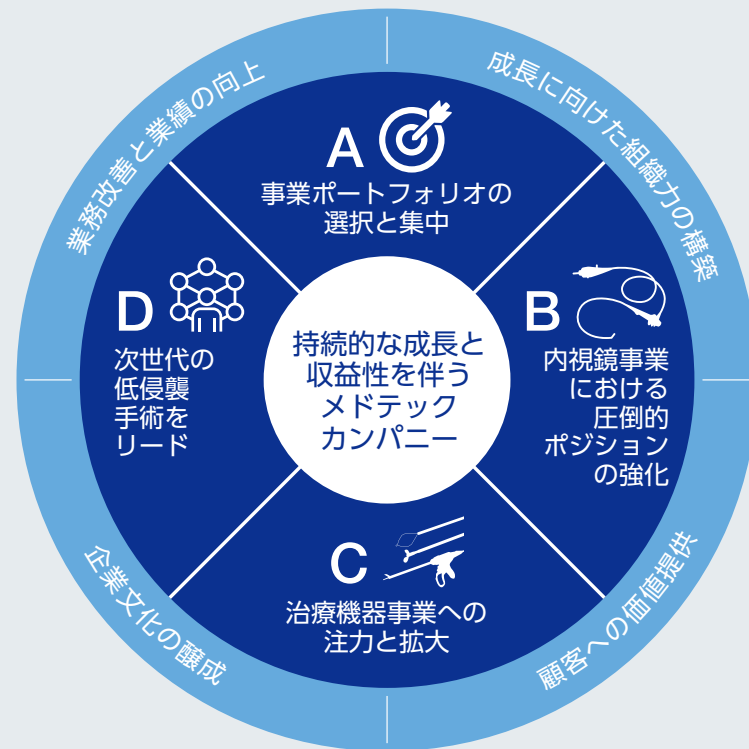 業務改善と業績の向上
成長に向けた組織力の構築
A
事業ポートフォリオの
選択と集中
B
内視鏡事業
における
圧倒的
ポジション
の強化
D
次世代の
低侵襲
手術を
リード
持続的な成長と
収益性を伴う
メドテック
カンパニー
C
治療機器事業への
注力と拡大
企業文化の醸成
顧客への価値提供